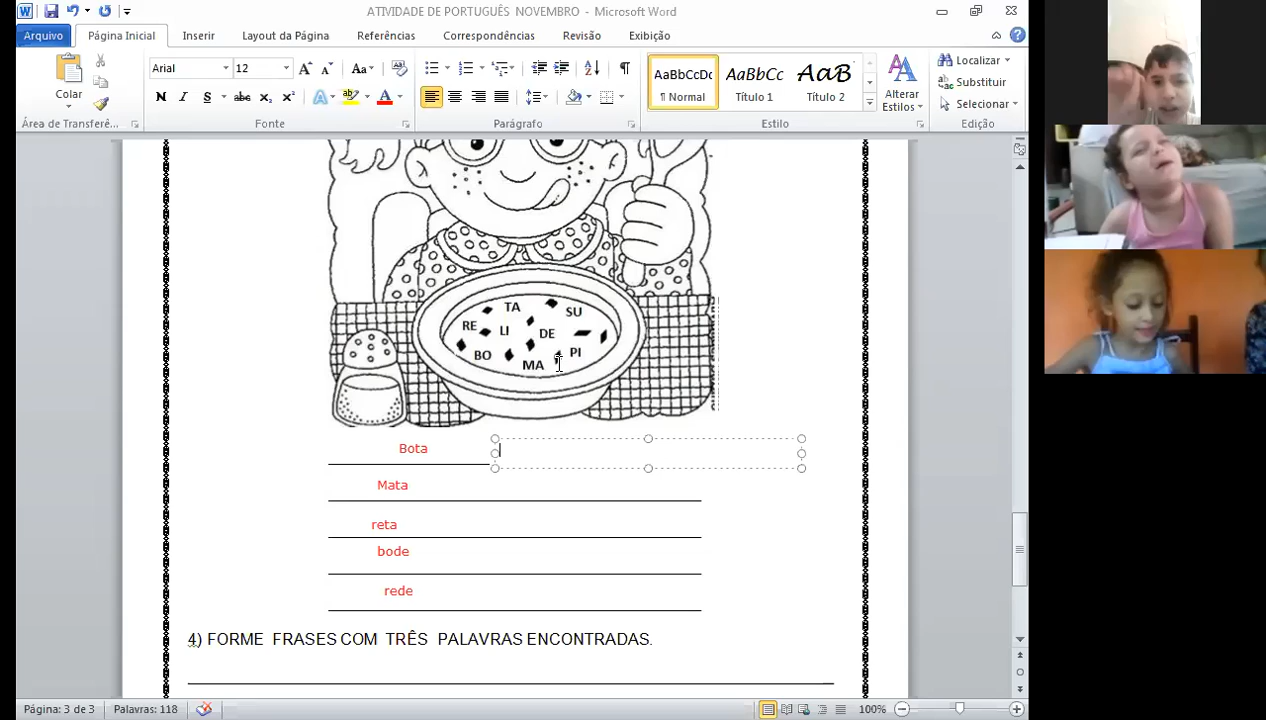 ATIVIDADE DE PORTUGUÊS NOVEMBRO - Microsoft Word
Arquivo Página Inicial Inserir Layout da Página Referências Correspondências Revisão Exibição
Colar
Arial 12
N I S abc x₂ x²
AaBbCcDc AaBbCc AaB
¶ Normal Título 1 Título 2
Alterar Estilos
Localizar
Substituir
Selecionar
Área de Transferê... Fonte Parágrafo Estilo Edição
TA SU
RE LI DE
BO MA PI
Bota
Mata
reta
bode
rede
4) FORME FRASES COM TRÊS PALAVRAS ENCONTRADAS.
Página: 3 de 3 Palavras: 118 100%